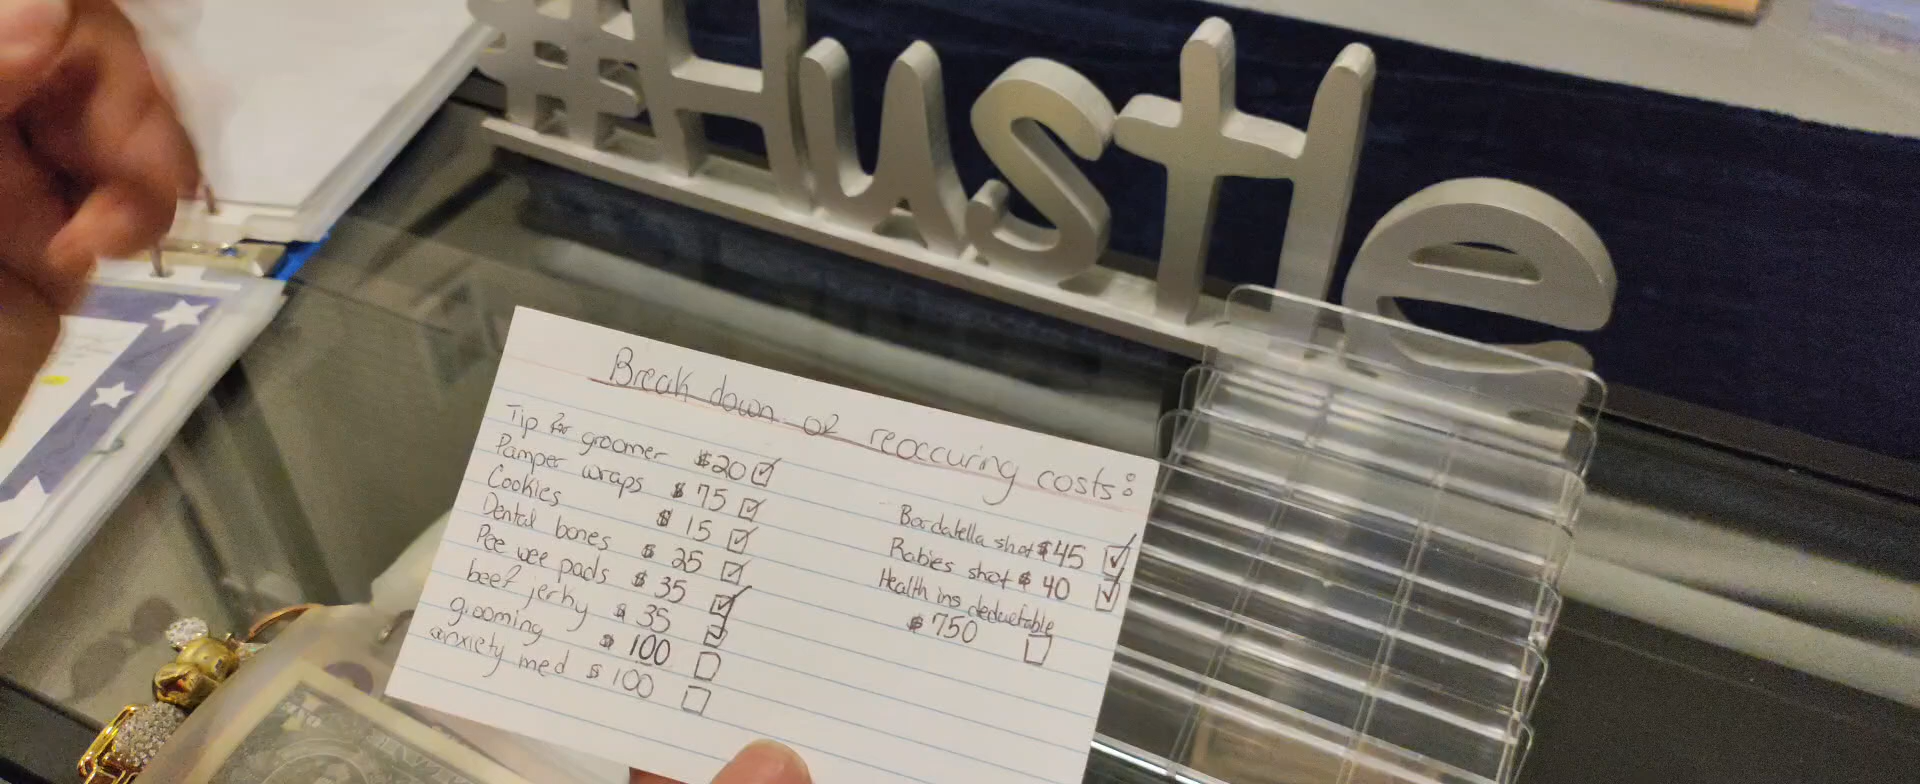 #Hustle
Break down of reoccuring costs:
Tip for groomer $20
Pamper wraps $75
Cookies $15
Dental bones $25
Pee wee pads $35
beef jerky $35
grooming $100
anxiety med $100
Bordatella shot $45
Rabies shot $40
Health ins deductable
$750